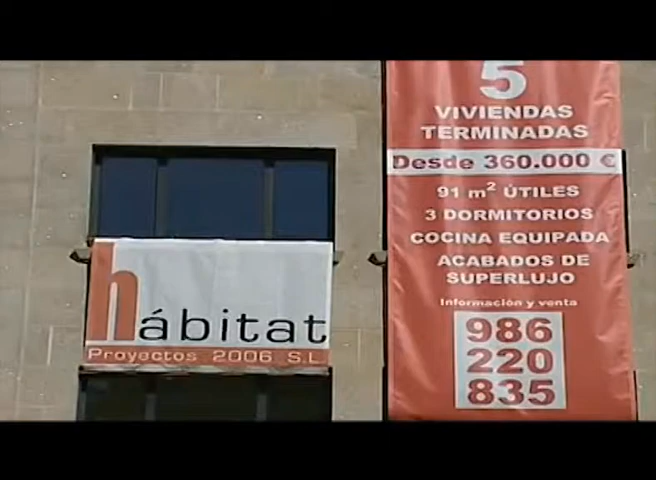 hábitat
Proyectos 2006 S.L
5
VIVIENDAS
TERMINADAS
Desde 360.000 €
91 m² ÚTILES
3 DORMITORIOS
COCINA EQUIPADA
ACABADOS DE
SUPERLUJO
Información y venta
986
220
835